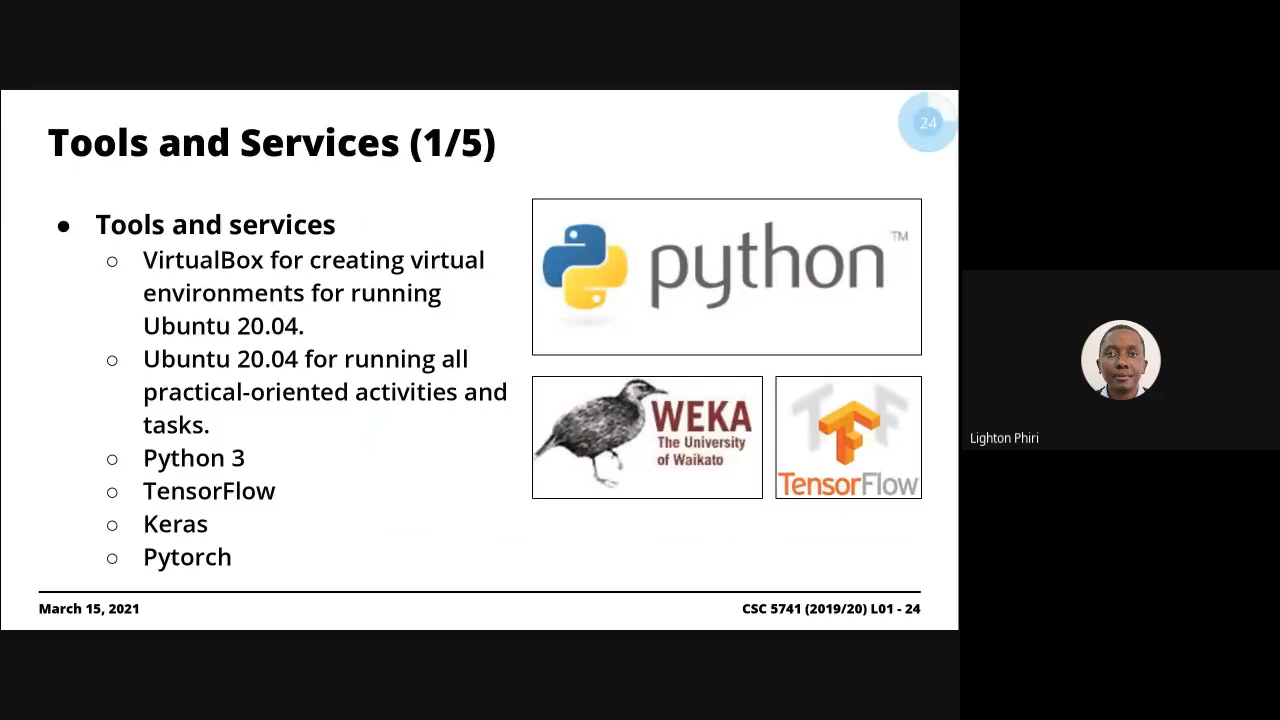 Tools and Services (1/5)
24
● Tools and services
○ VirtualBox for creating virtual
environments for running
Ubuntu 20.04.
○ Ubuntu 20.04 for running all
practical-oriented activities and
tasks.
○ Python 3
○ TensorFlow
○ Keras
○ Pytorch
python™
WEKA
The University
of Waikato
TF
TensorFlow
March 15, 2021
CSC 5741 (2019/20) L01 - 24
Lighton Phiri